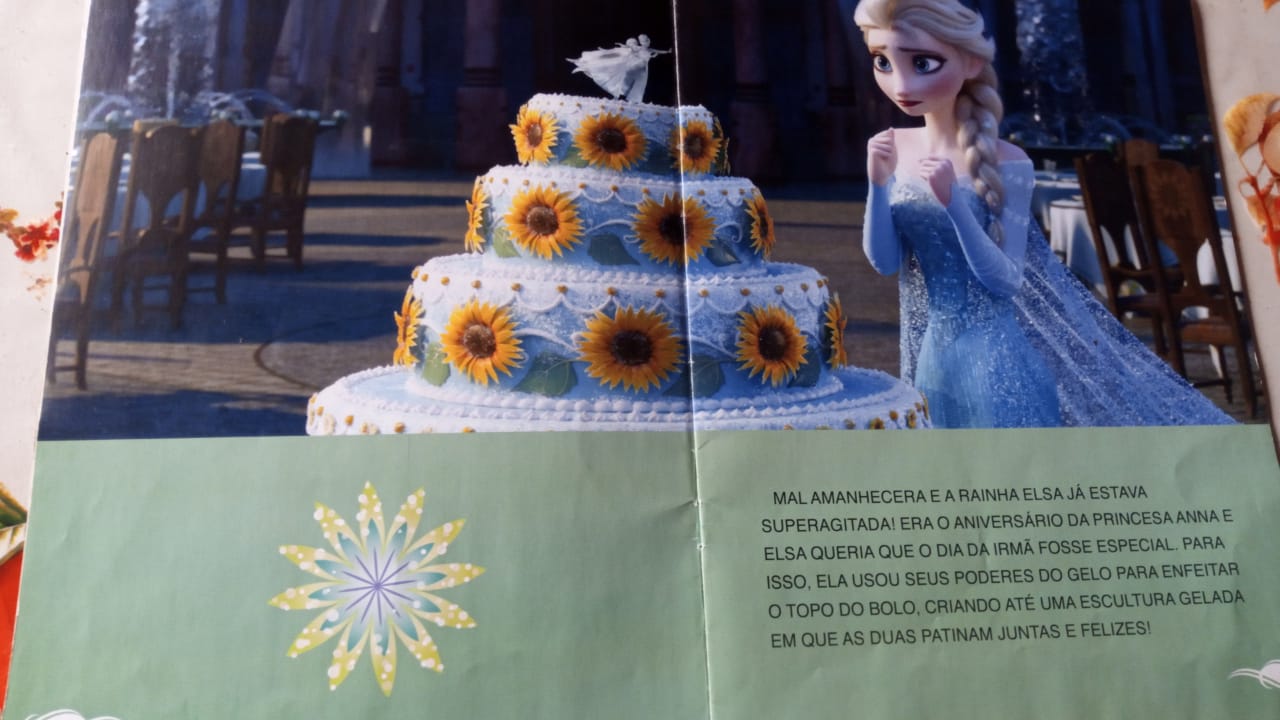 MAL AMANHECERA E A RAINHA ELSA JÁ ESTAVA
SUPERAGITADA! ERA O ANIVERSÁRIO DA PRINCESA ANNA E
ELSA QUERIA QUE O DIA DA IRMÃ FOSSE ESPECIAL. PARA
ISSO, ELA USOU SEUS PODERES DO GELO PARA ENFEITAR
O TOPO DO BOLO, CRIANDO ATÉ UMA ESCULTURA GELADA
EM QUE AS DUAS PATINAM JUNTAS E FELIZES!